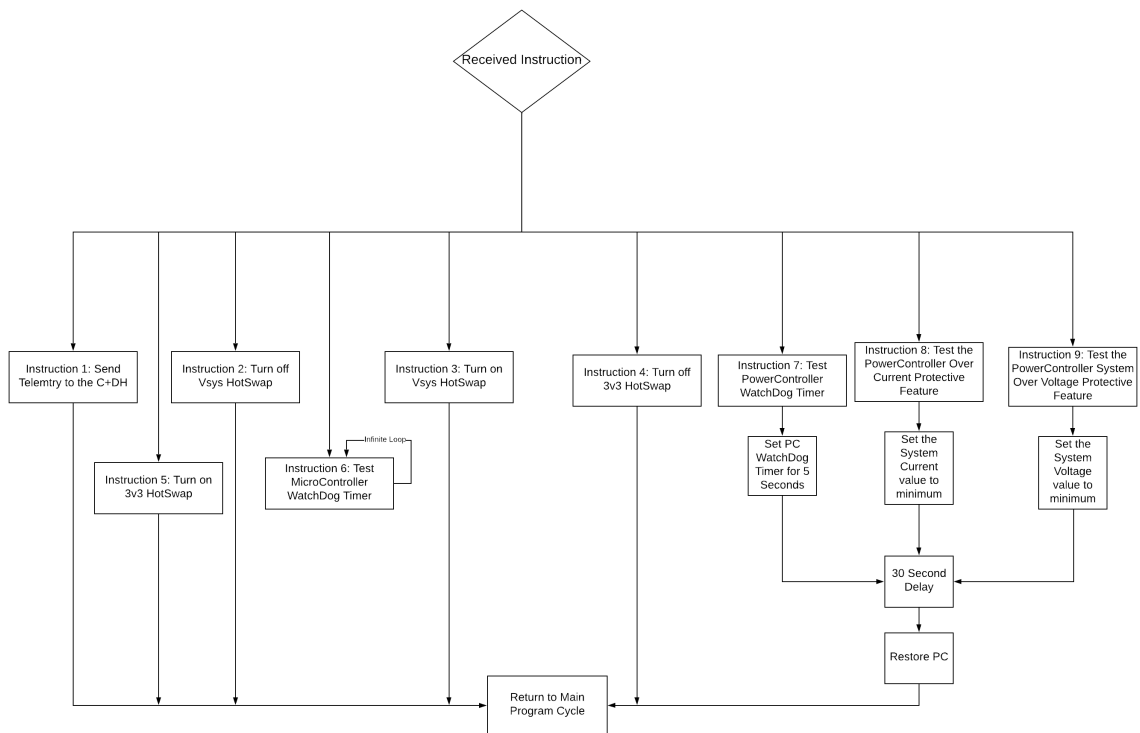 Received Instruction
Instruction 1: Send
Telemtry to the C+DH
Instruction 2: Turn off
Vsys HotSwap
Instruction 3: Turn on
Vsys HotSwap
Instruction 4: Turn off
3v3 HotSwap
Instruction 7: Test
PowerController
WatchDog Timer
Instruction 8: Test the
PowerController Over
Current Protective
Feature
Instruction 9: Test the
PowerController System
Over Voltage Protective
Feature
Infinite Loop
Instruction 5: Turn on
3v3 HotSwap
Instruction 6: Test
MicroController
WatchDog Timer
Set PC
WatchDog
Timer for 5
Seconds
Set the
System
Current
value to
minimum
Set the
System
Voltage
value to
minimum
30 Second
Delay
Restore PC
Return to Main
Program Cycle